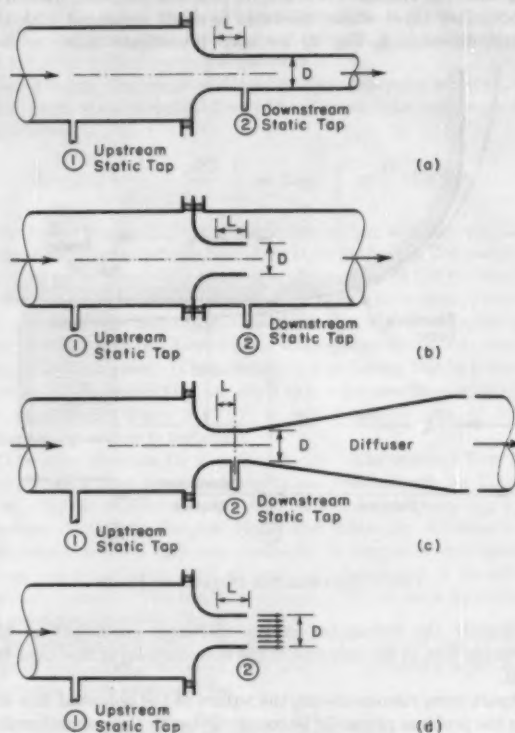 L
D
① Upstream
Static Tap
② Downstream
Static Tap
(a)
L
D
① Upstream
Static Tap
② Downstream
Static Tap
(b)
L
D
Diffuser
① Upstream
Static Tap
② Downstream
Static Tap
(c)
L
D
②
① Upstream
Static Tap
(d)